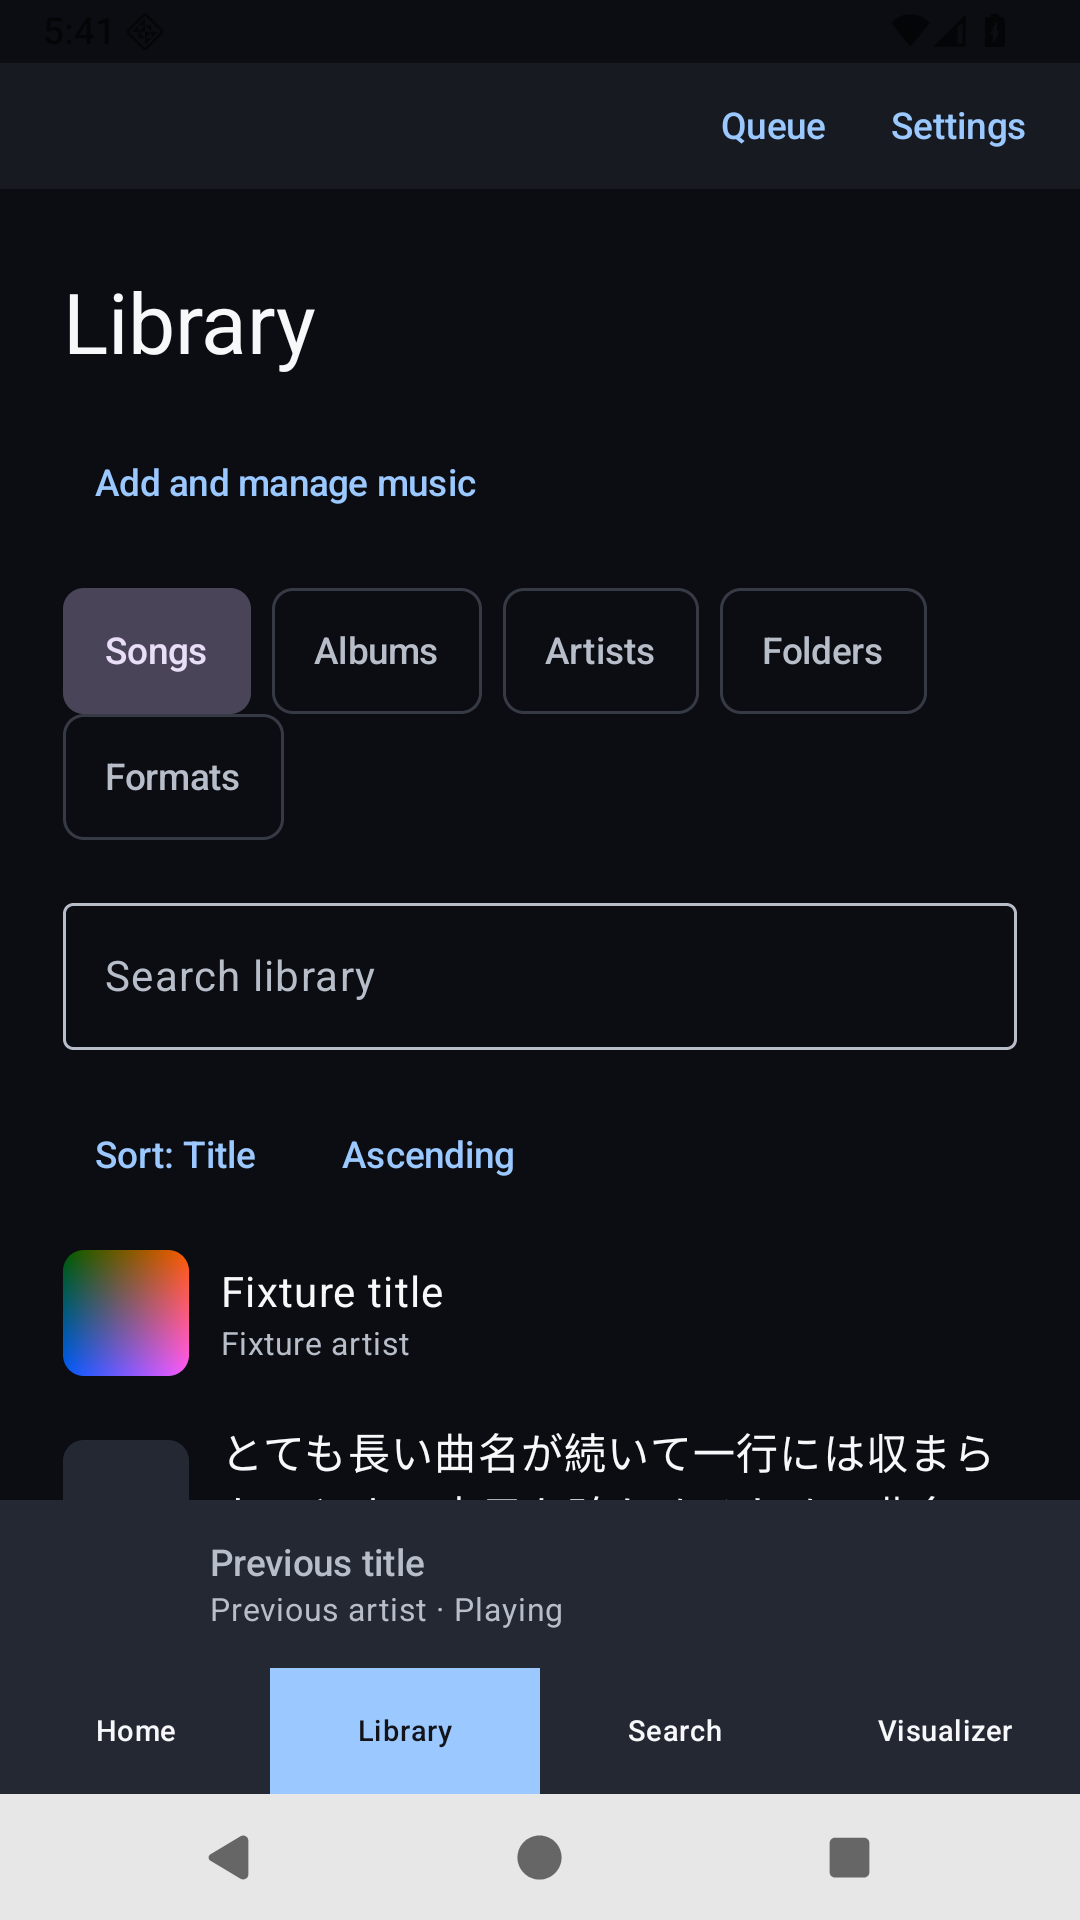 5:41
Queue Settings
Library
Add and manage music
Songs Albums Artists Folders
Formats
Search library
Sort: Title Ascending
Fixture title
Fixture artist
とても長い曲名が続いて一行には収まら
Previous title
Previous artist · Playing
Home Library Search Visualizer